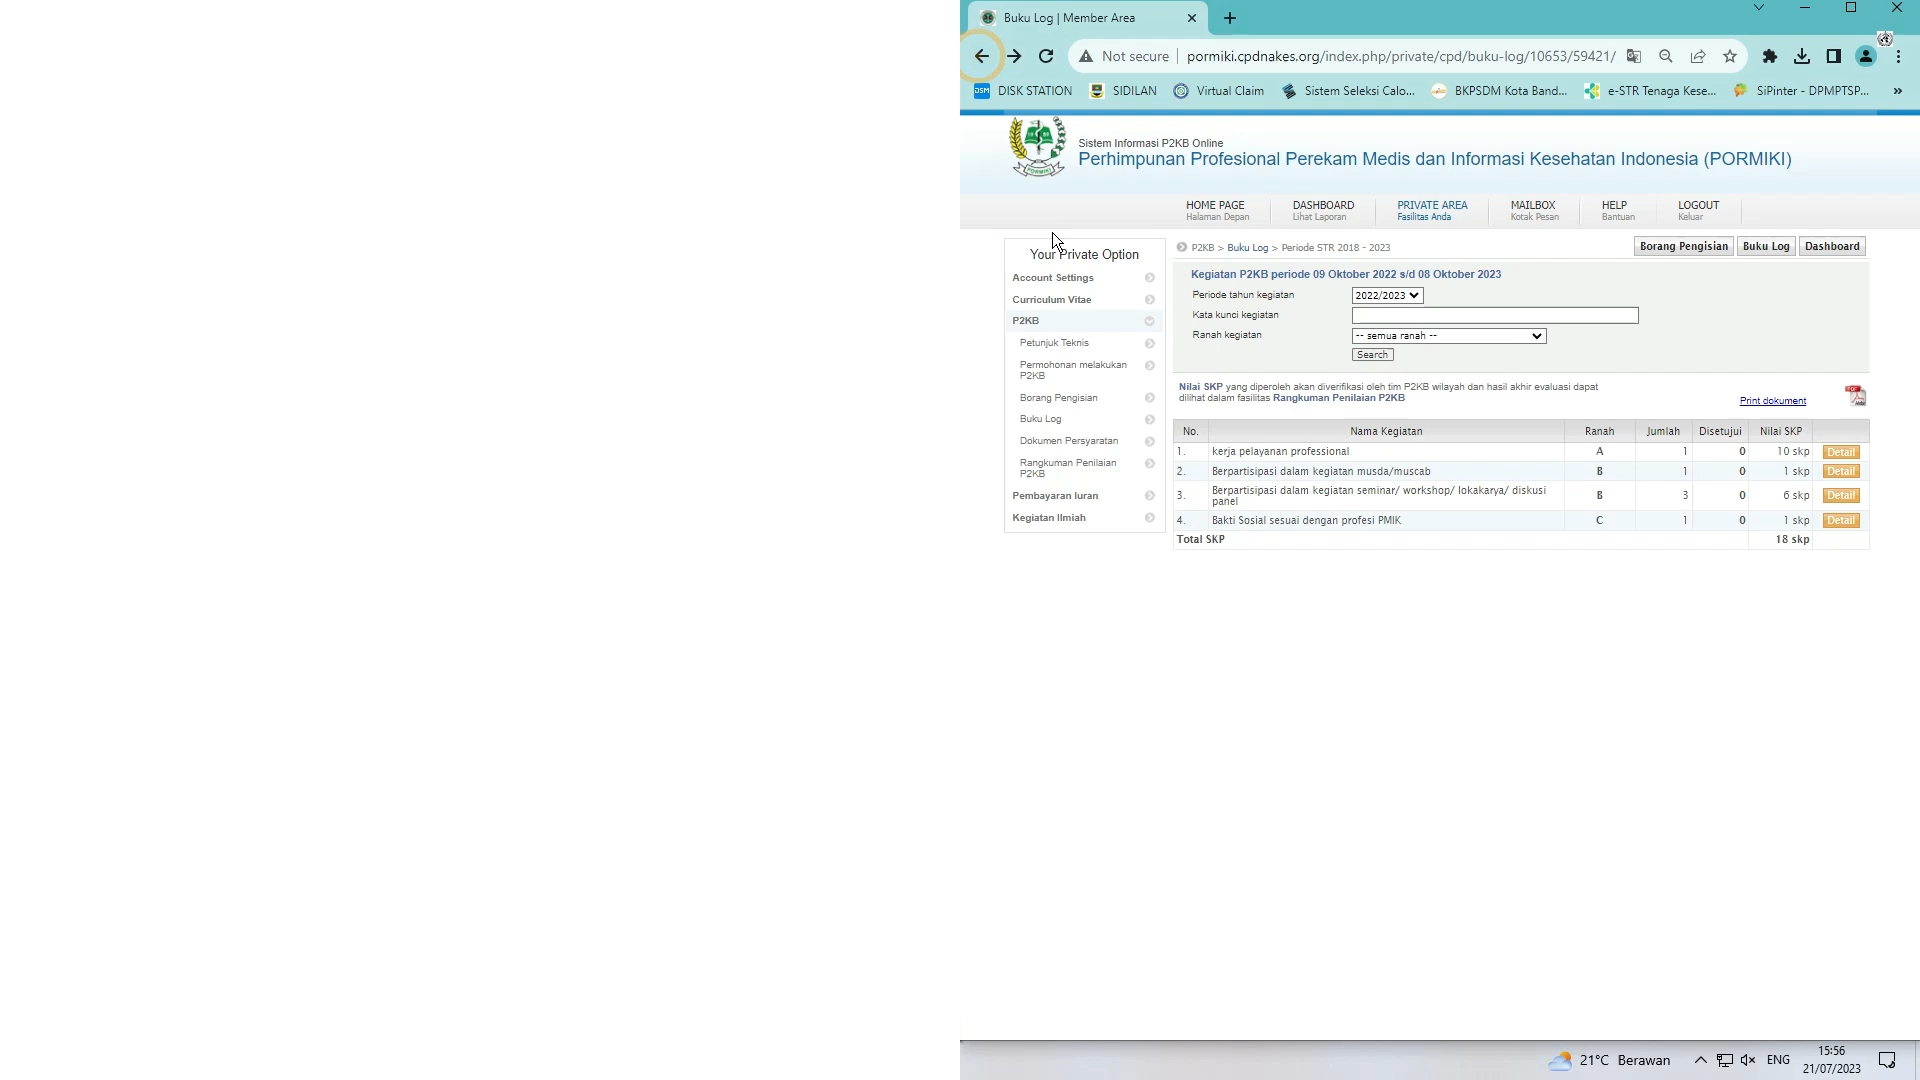 Buku Log | Member Area
Not secure
pormiki.cpdnakes.org/index.php/private/cpd/buku-log/10653/59421/
DISK STATION
SIDILAN
Virtual Claim
Sistem Seleksi Calo...
BKPSDM Kota Band...
e-STR Tenaga Kese...
SiPinter - DPMPTSP...
»
Sistem Informasi P2KB Online
Perhimpunan Profesional Perekam Medis dan Informasi Kesehatan Indonesia (PORMIKI)
HOME PAGE
Halaman Depan
DASHBOARD
Lihat Laporan
PRIVATE AREA
Fasilitas Anda
MAILBOX
Kotak Pesan
HELP
Bantuan
LOGOUT
Keluar
Your Private Option
Account Settings
Curriculum Vitae
P2KB
Petunjuk Teknis
Permohonan melakukan
P2KB
Borang Pengisian
Buku Log
Dokumen Persyaratan
Rangkuman Penilaian
P2KB
Pembayaran Iuran
Kegiatan Ilmiah
P2KB > Buku Log > Periode STR 2018 - 2023
Borang Pengisian
Buku Log
Dashboard
Kegiatan P2KB periode 09 Oktober 2022 s/d 08 Oktober 2023
Periode tahun kegiatan 2022/2023
Kata kunci kegiatan
Ranah kegiatan -- semua ranah --
Search
Nilai SKP yang diperoleh akan diverifikasi oleh tim P2KB wilayah dan hasil akhir evaluasi dapat
dilihat dalam fasilitas Rangkuman Penilaian P2KB
Print dokument
No. Nama Kegiatan Ranah Jumlah Disetujui Nilai SKP
1. kerja pelayanan professional A 1 0 10 skp Detail
2. Berpartisipasi dalam kegiatan musda/muscab B 1 0 1 skp Detail
3. Berpartisipasi dalam kegiatan seminar/ workshop/ lokakarya/ diskusi
panel B 3 0 6 skp Detail
4. Bakti Sosial sesuai dengan profesi PMIK C 1 0 1 skp Detail
Total SKP 18 skp
21°C Berawan
ENG
15:56
21/07/2023